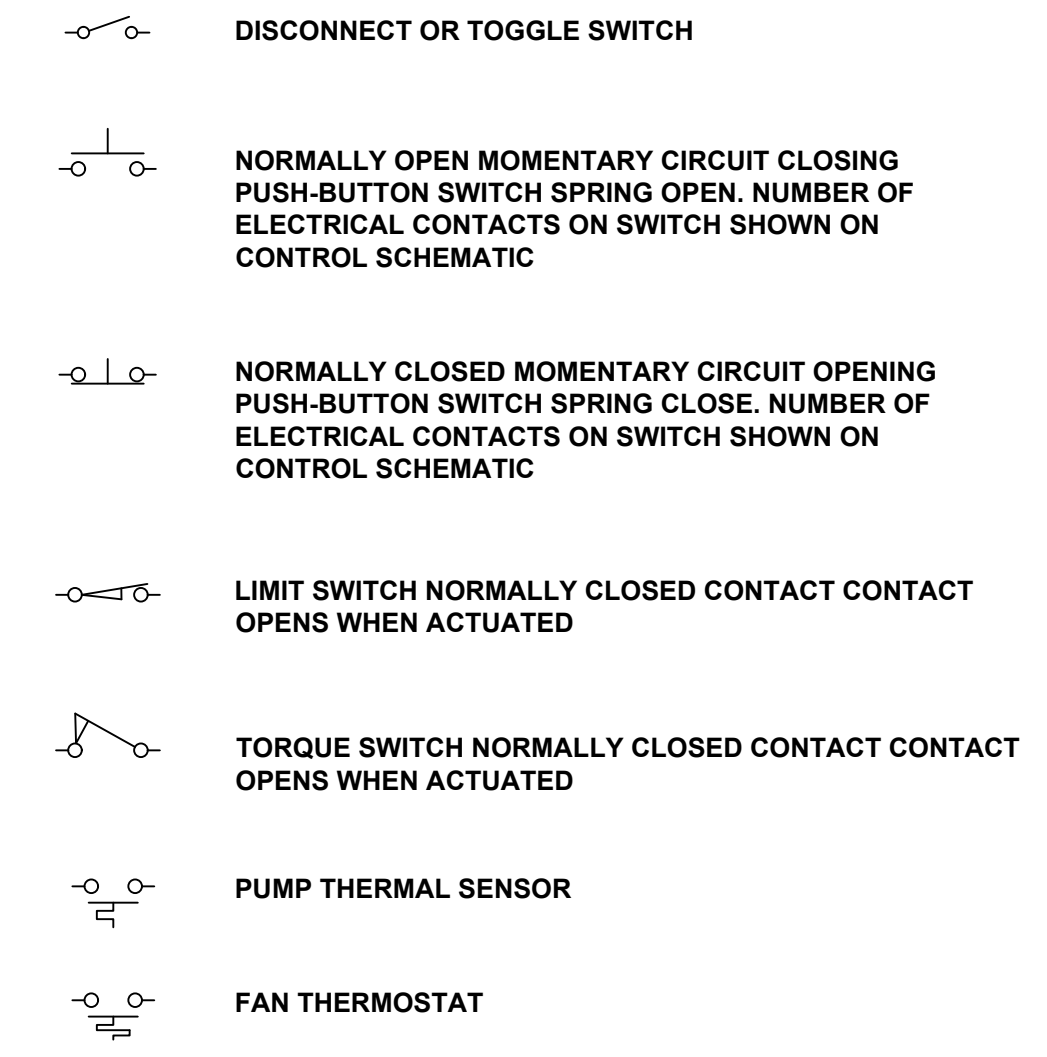 DISCONNECT OR TOGGLE SWITCH
NORMALLY OPEN MOMENTARY CIRCUIT CLOSING
PUSH-BUTTON SWITCH SPRING OPEN. NUMBER OF
ELECTRICAL CONTACTS ON SWITCH SHOWN ON
CONTROL SCHEMATIC
NORMALLY CLOSED MOMENTARY CIRCUIT OPENING
PUSH-BUTTON SWITCH SPRING CLOSE. NUMBER OF
ELECTRICAL CONTACTS ON SWITCH SHOWN ON
CONTROL SCHEMATIC
LIMIT SWITCH NORMALLY CLOSED CONTACT CONTACT
OPENS WHEN ACTUATED
TORQUE SWITCH NORMALLY CLOSED CONTACT CONTACT
OPENS WHEN ACTUATED
PUMP THERMAL SENSOR
FAN THERMOSTAT